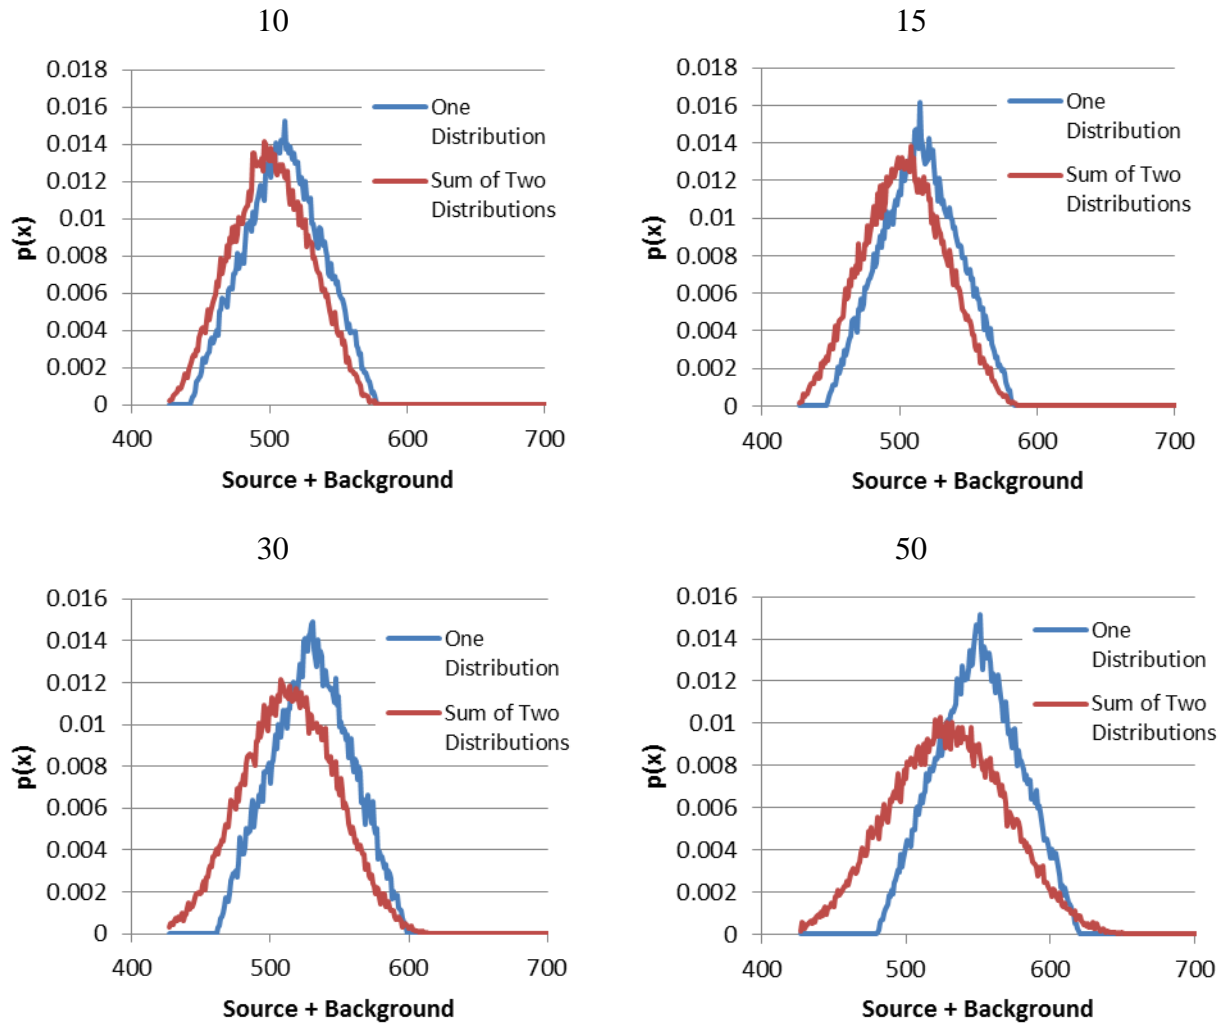 10
0.018
0.016
0.014
0.012
0.01
0.008
0.006
0.004
0.002
0
p(x)
400
500
600
700
Source + Background
One
Distribution
Sum of Two
Distributions
15
0.018
0.016
0.014
0.012
0.01
0.008
0.006
0.004
0.002
0
p(x)
400
500
600
700
Source + Background
One
Distribution
Sum of Two
Distributions
30
0.016
0.014
0.012
0.01
0.008
0.006
0.004
0.002
0
p(x)
400
500
600
700
Source + Background
One
Distribution
Sum of Two
Distributions
50
0.016
0.014
0.012
0.01
0.008
0.006
0.004
0.002
0
p(x)
400
500
600
700
Source + Background
One
Distribution
Sum of Two
Distributions